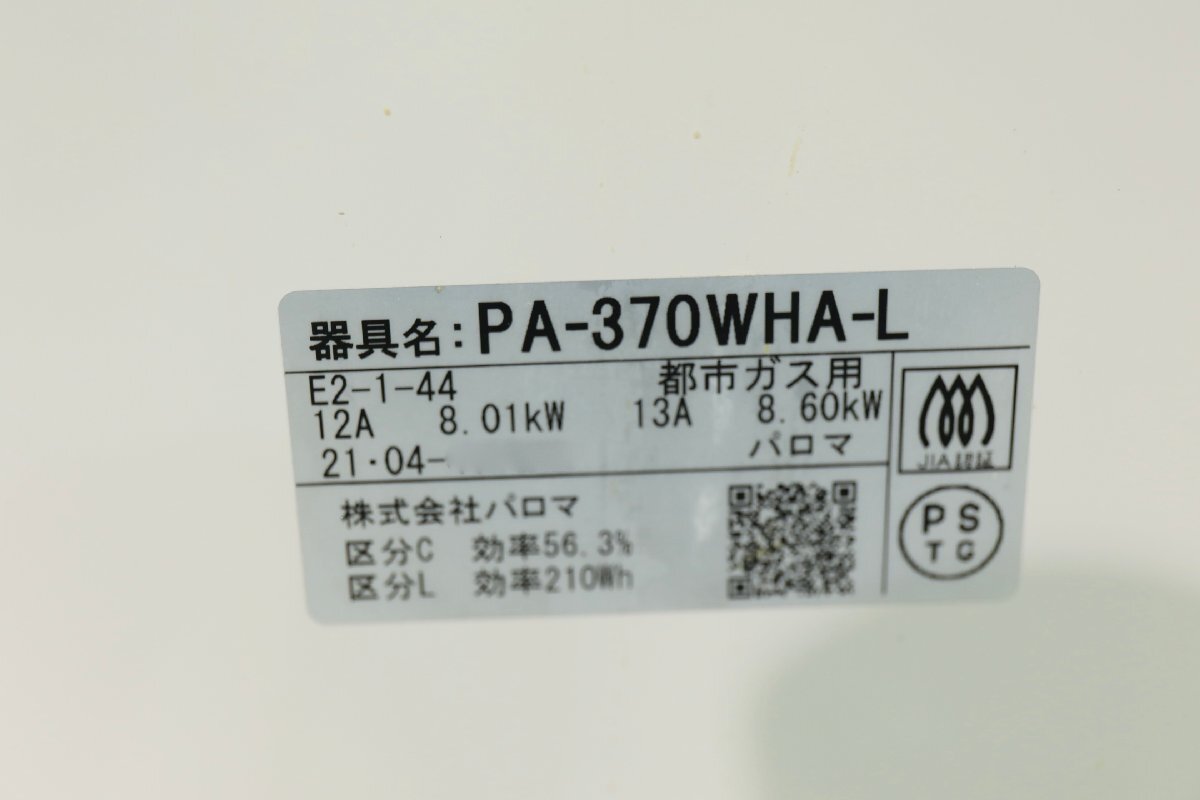 器具名：PA-370WHA-L
E2-1-44 都市ガス用
12A 8.01kW 13A 8.60kW
21・04- パロマ
JIA認証
株式会社パロマ
区分C 効率56.3%
区分L 効率210Wh
PS
TG